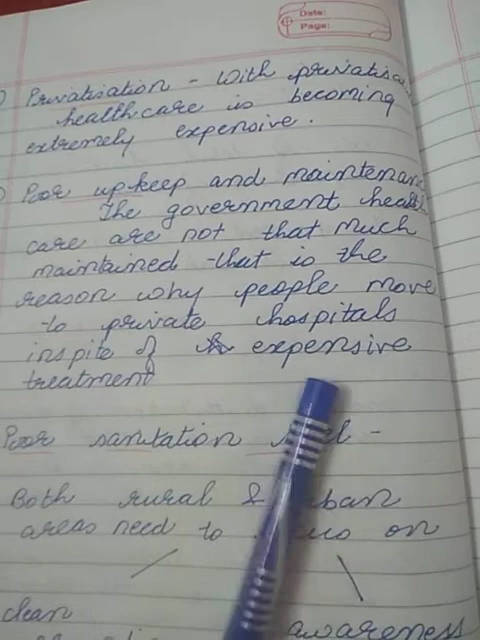 Date:
Page:
Privatisation - With privatisa
healthcare is becoming
extremely expensive.
Poor upkeep and maintenan
The government heal
care are not that much
maintained that is the
reason why people move
to private hospitals
inspite of expensive
treatment
Poor sanitation -
Both rural &
areas need to on
clean
awareness